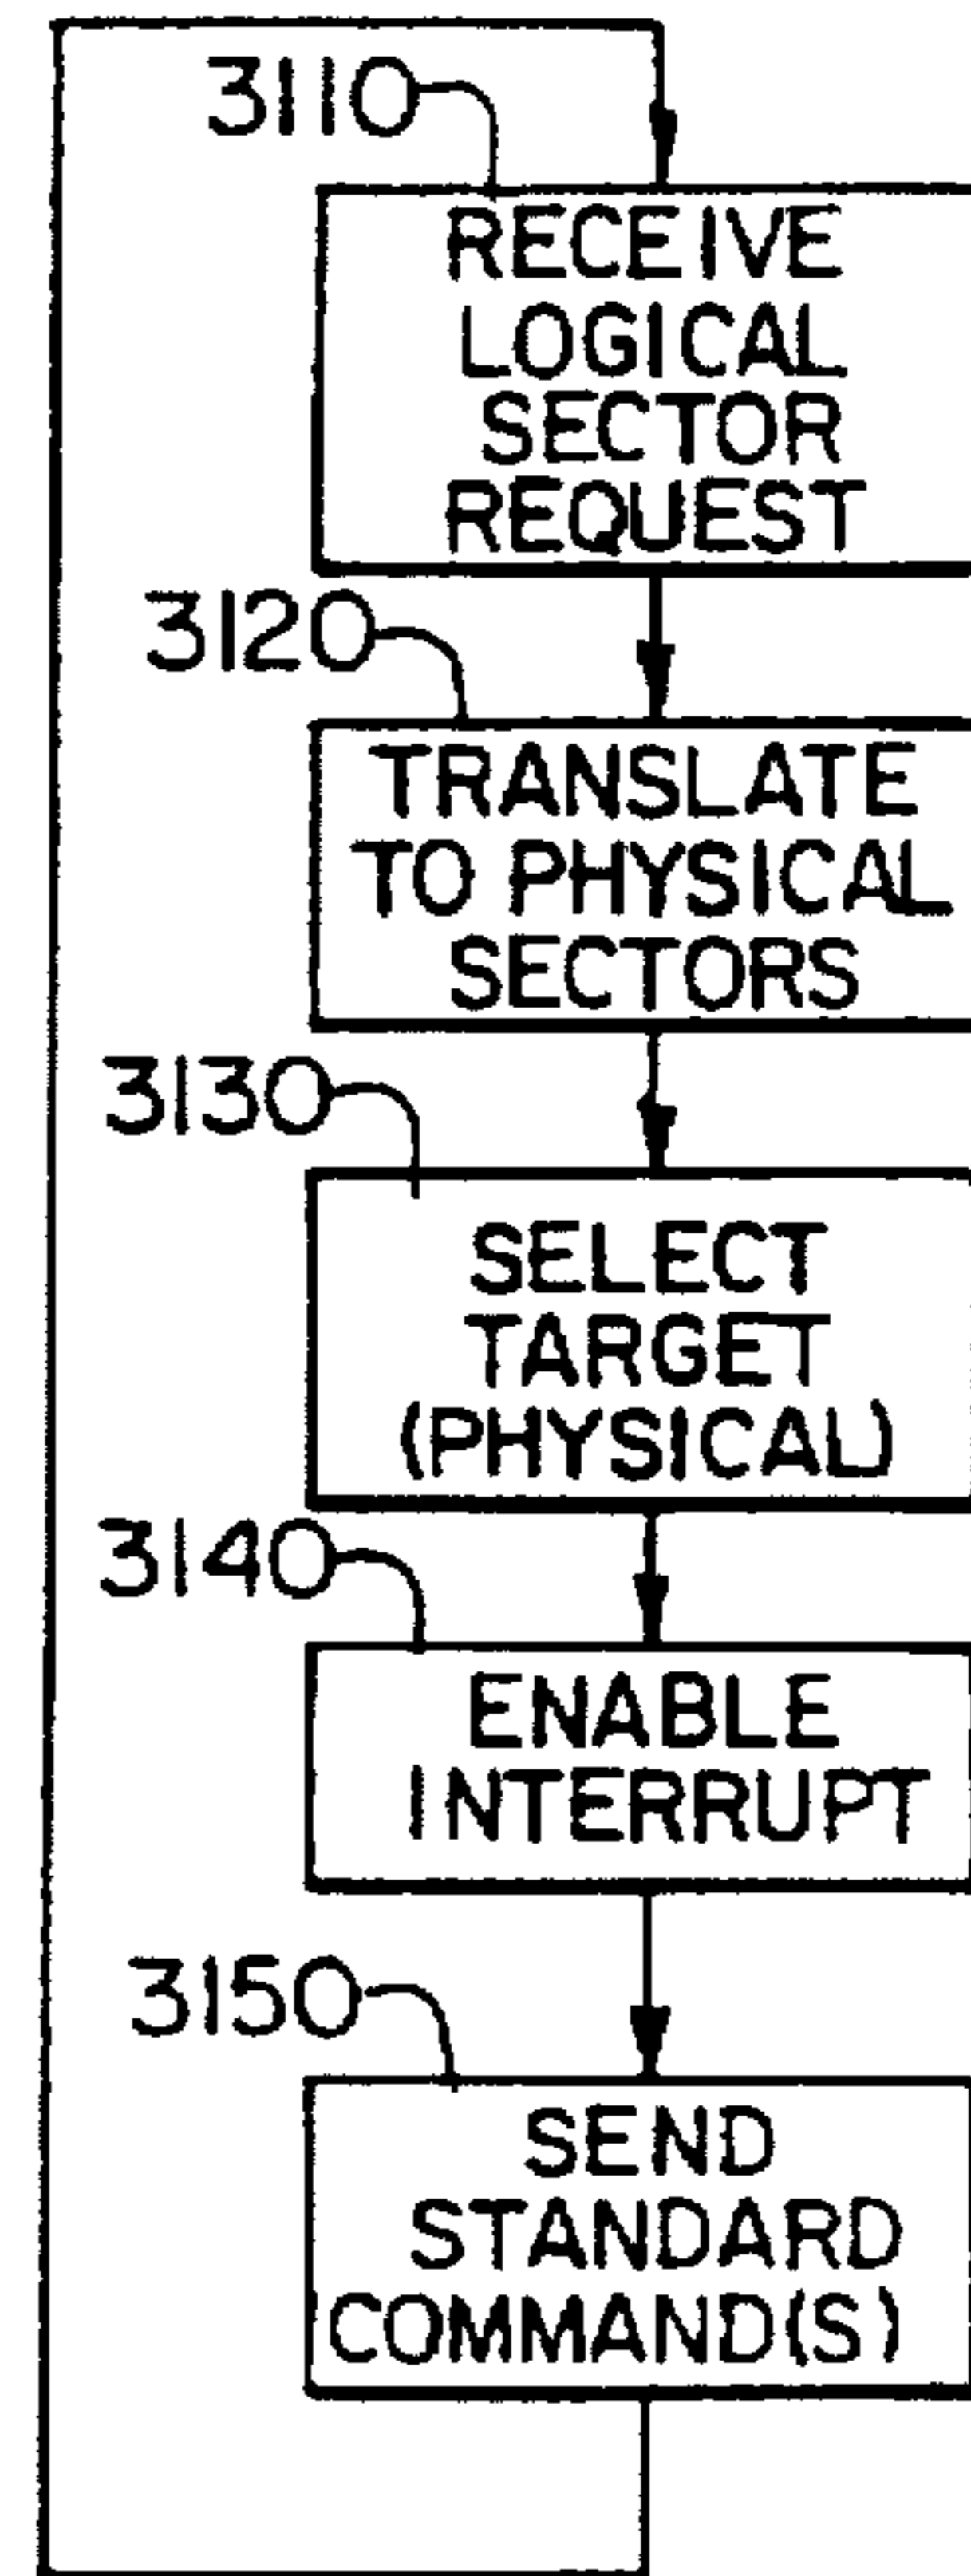 3110
RECEIVE
LOGICAL
SECTOR
REQUEST
3120
TRANSLATE
TO PHYSICAL
SECTORS
3130
SELECT
TARGET
(PHYSICAL)
3140
ENABLE
INTERRUPT
3150
SEND
STANDARD
COMMAND(S)